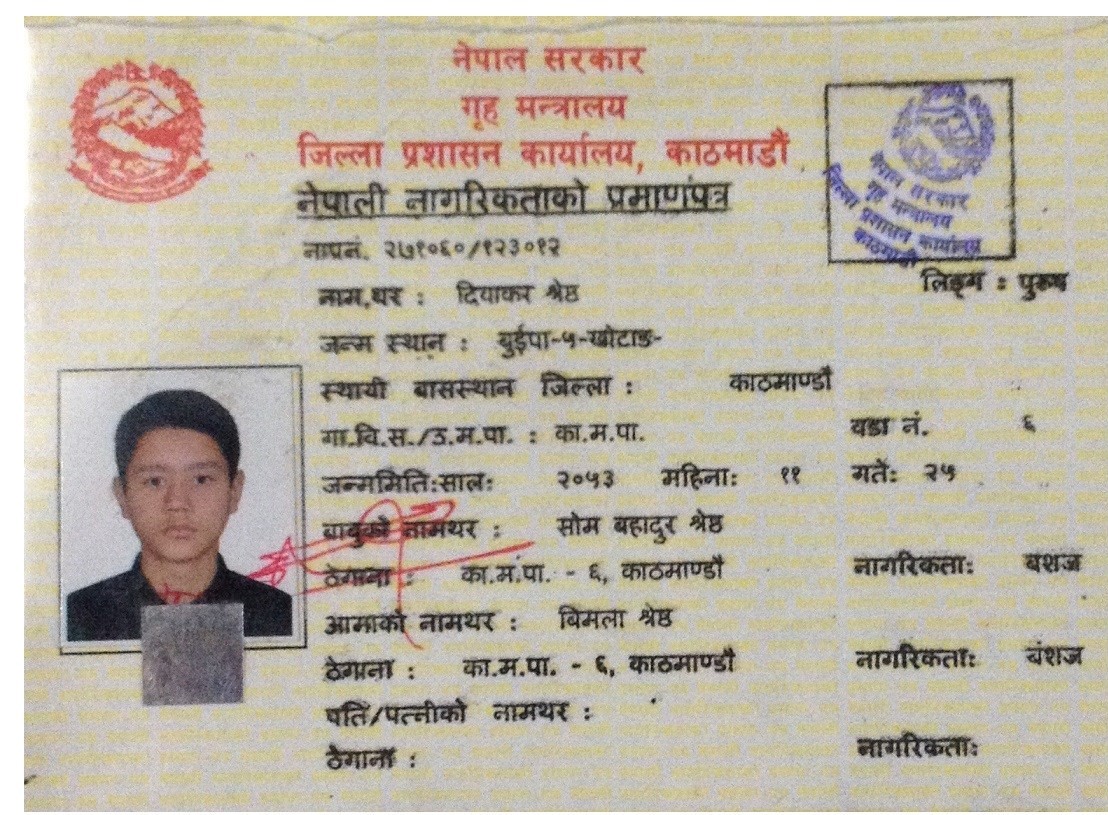 नेपाल सरकार
गृह मन्त्रालय
जिल्ला प्रशासन कार्यालय, काठमाडौं
नेपाली नागरिकताको प्रमाणपत्र
नेपाल सरकार
गृह मन्त्रालय
जिल्ला प्रशासन कार्यालय
काठमाडौं
ना.प्र.नं. २७१०६०/१२३०१२
लिङ्ग : पुरुष
नाम,थर : दियाकर श्रेष्ठ
जन्म स्थान : बुईपा-५-खोटाङ-
स्थायी बासस्थान जिल्ला : काठमाण्डौ
गा.वि.स./उ.म.पा. : का.म.पा. वडा नं. ६
जन्ममिति:साल: २०५३ महिना: ११ गते: २५
बाबुको नामथर : सोम बहादुर श्रेष्ठ
ठेगाना : का.म.पा. - ६, काठमाण्डौ नागरिकता: बंशज
आमाको नामथर : बिमला श्रेष्ठ
ठेगाना : का.म.पा. - ६, काठमाण्डौ नागरिकता: बंशज
पति/पत्नीको नामथर :
ठेगाना : नागरिकता: